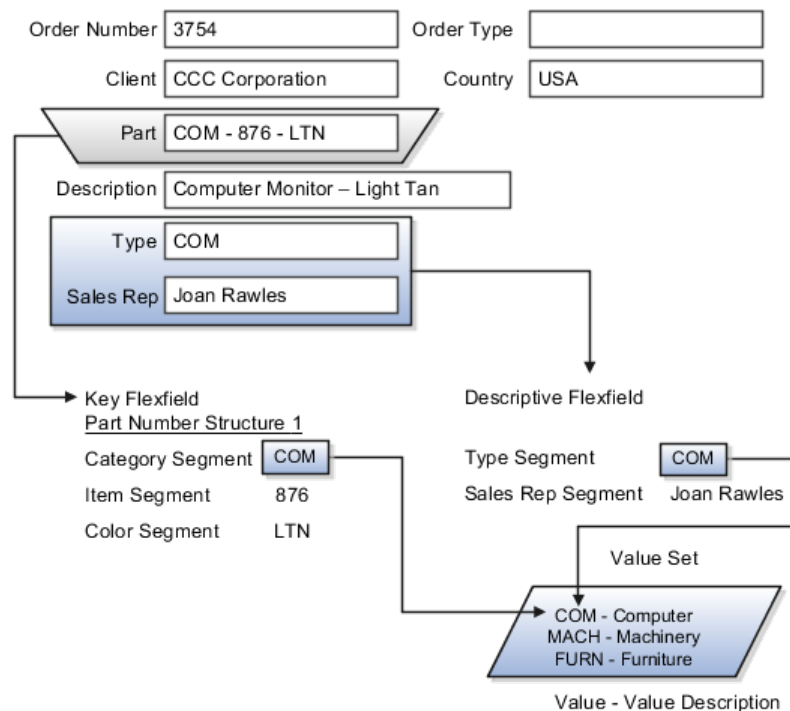 Order Number 3754 Order Type
Client CCC Corporation Country USA
Part COM - 876 - LTN
Description Computer Monitor – Light Tan
Type COM
Sales Rep Joan Rawles
Key Flexfield
Part Number Structure 1
Category Segment COM
Item Segment 876
Color Segment LTN
Descriptive Flexfield
Type Segment COM
Sales Rep Segment Joan Rawles
Value Set
COM - Computer
MACH - Machinery
FURN - Furniture
Value - Value Description